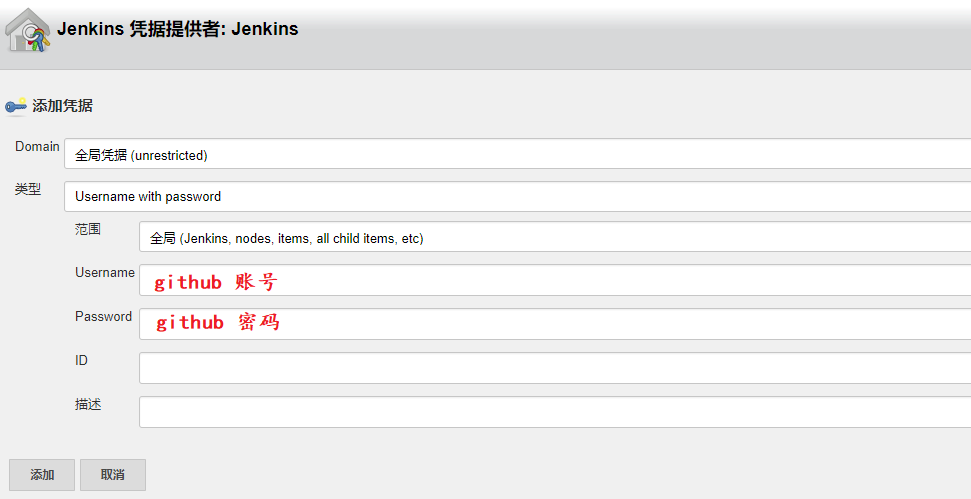 Jenkins 凭据提供者: Jenkins
添加凭据
Domain
全局凭据 (unrestricted)
类型
Username with password
范围
全局 (Jenkins, nodes, items, all child items, etc)
Username
github 账号
Password
github 密码
ID
描述
添加 取消